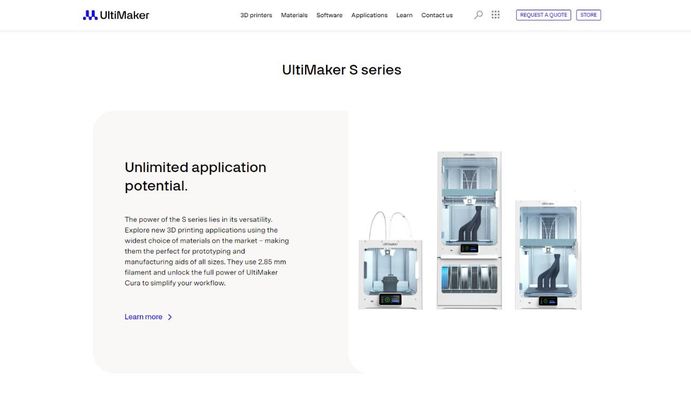 UltiMaker
3D printers Materials Software Applications Learn Contact us
REQUEST A QUOTE STORE
UltiMaker S series
Unlimited application
potential.
The power of the S series lies in its versatility.
Explore new 3D printing applications using the
widest choice of materials on the market – making
them the perfect for prototyping and
manufacturing aids of all sizes. They use 2.85 mm
filament and unlock the full power of UltiMaker
Cura to simplify your workflow.
Learn more